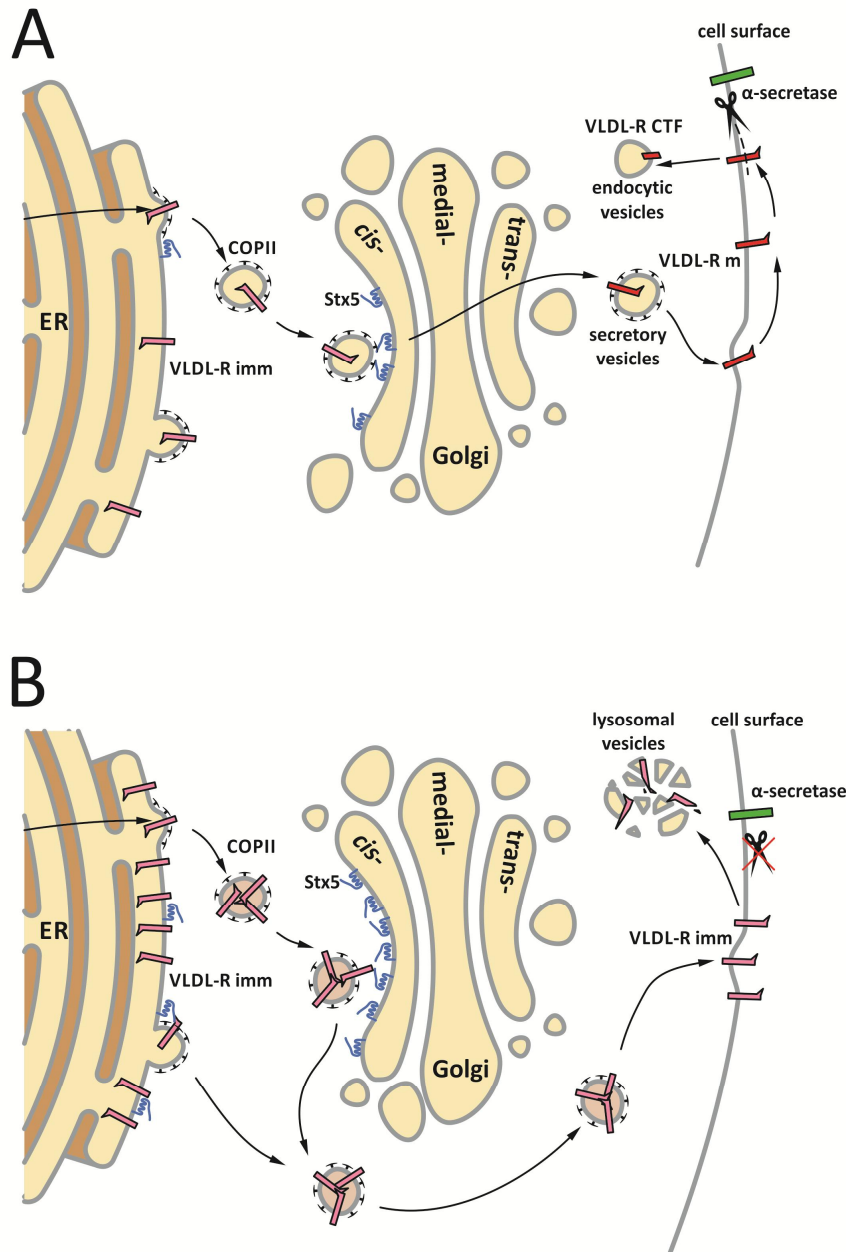 A
cell surface
α-secretase
VLDL-R CTF
endocytic
vesicles
medial-
cis-
trans-
COPII
VLDL-R m
Stx5
ER
secretory
vesicles
VLDL-R imm
Golgi
B
lysosomal
vesicles
cell surface
α-secretase
medial-
cis-
trans-
COPII
Stx5
ER
VLDL-R imm
VLDL-R imm
Golgi